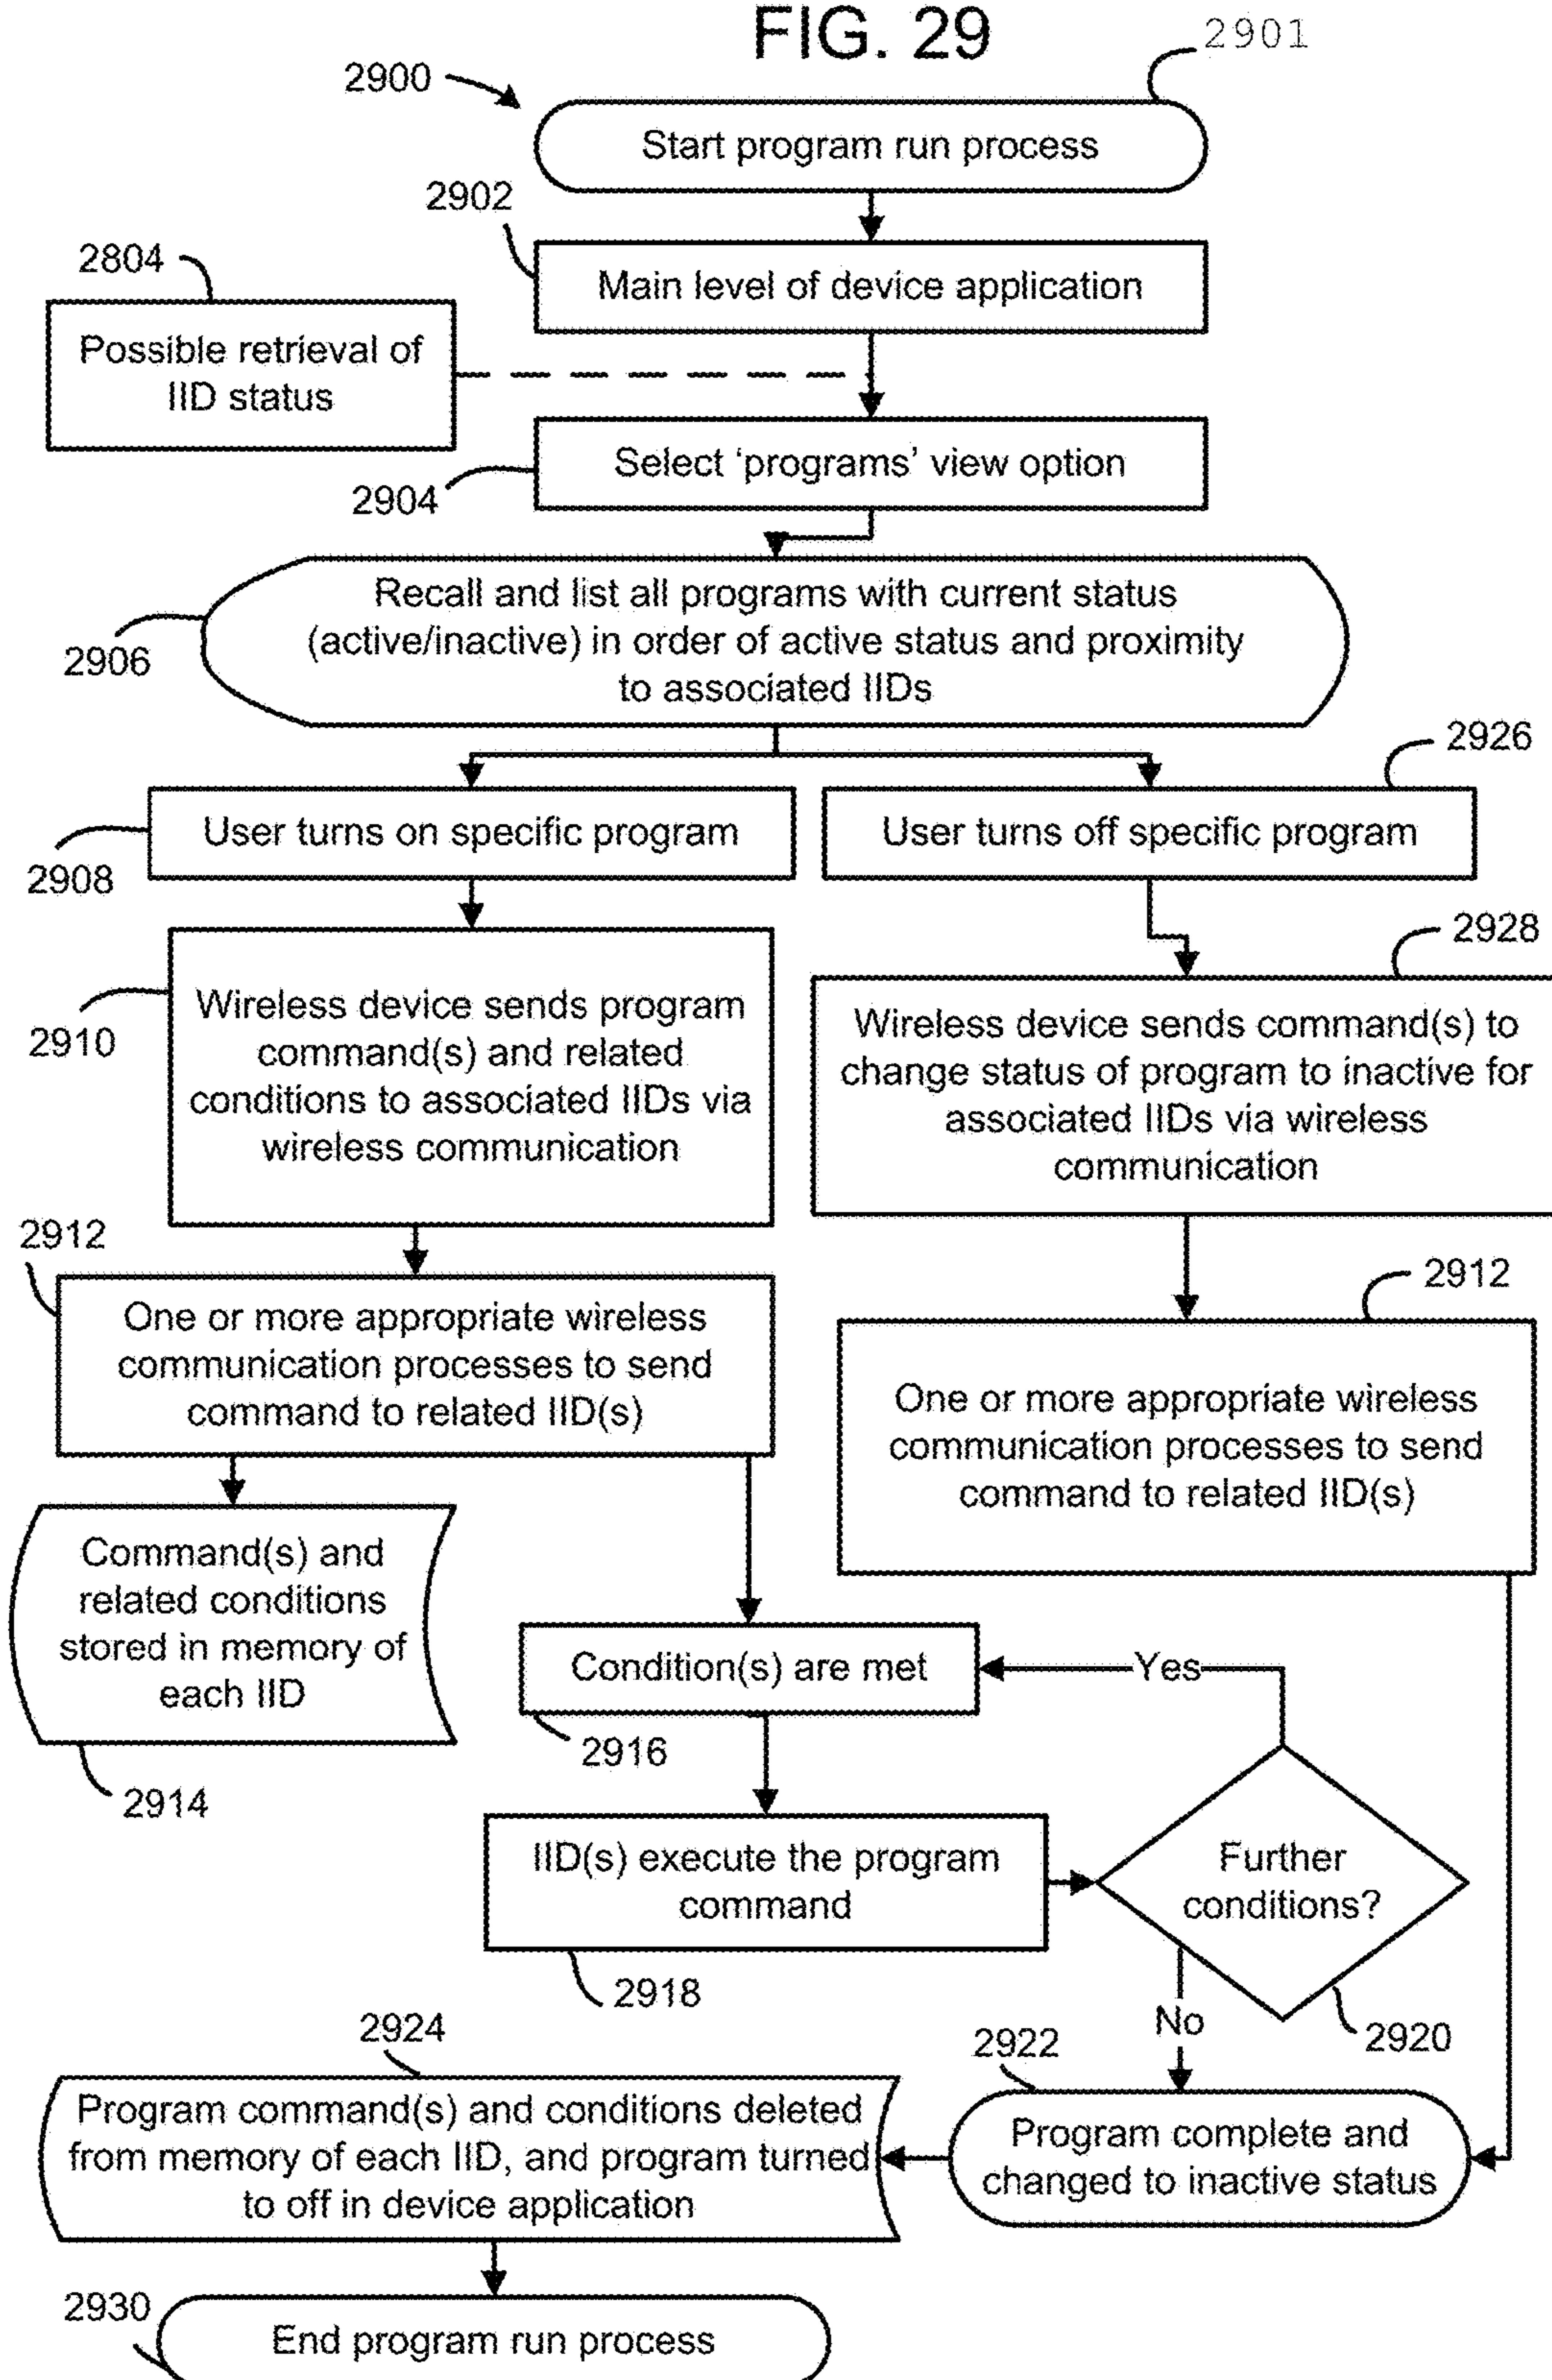 FIG. 29
2901
2900
Start program run process
2902
Main level of device application
2804
Possible retrieval of
IID status
Select ‘programs’ view option
2904
Recall and list all programs with current status
(active/inactive) in order of active status and proximity
to associated IIDs
2906
2926
User turns on specific program
User turns off specific program
2908
2928
Wireless device sends program
command(s) and related
conditions to associated IIDs via
wireless communication
2910
Wireless device sends command(s) to
change status of program to inactive for
associated IIDs via wireless
communication
2912
One or more appropriate wireless
communication processes to send
command to related IID(s)
2912
One or more appropriate wireless
communication processes to send
command to related IID(s)
Command(s) and
related conditions
stored in memory of
each IID
2914
Condition(s) are met
Yes
2916
IID(s) execute the program
command
2918
Further
conditions?
No
2920
2924
2922
Program command(s) and conditions deleted
from memory of each IID, and program turned
to off in device application
Program complete and
changed to inactive status
2930
End program run process